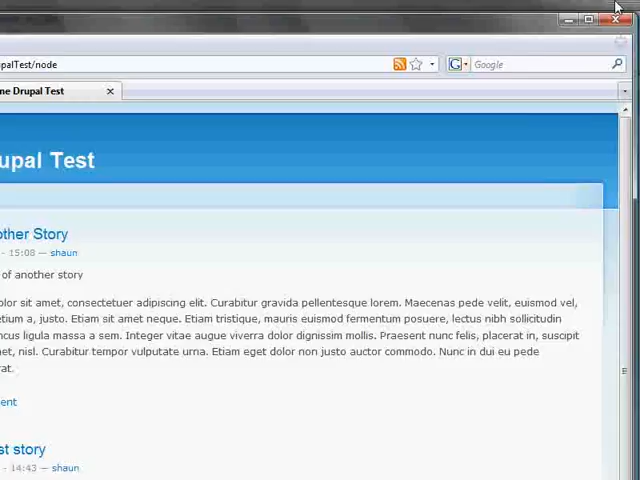 palTest/node
G Google
ne Drupal Test
upal Test
other Story
- 15:08 — shaun
of another story
olor sit amet, consectetuer adipiscing elit. Curabitur gravida pellentesque lorem. Maecenas pede velit, euismod vel,
etium a, justo. Etiam sit amet neque. Etiam tristique, mauris euismod fermentum posuere, lectus nibh sollicitudin
ncus ligula massa a sem. Integer vitae augue viverra dolor dignissim mollis. Praesent nunc felis, placerat in, suscipit
met, nisl. Curabitur tempor vulputate urna. Etiam eget dolor non justo auctor commodo. Nunc in dui eu pede
rat.
ent
st story
- 14:43 — shaun